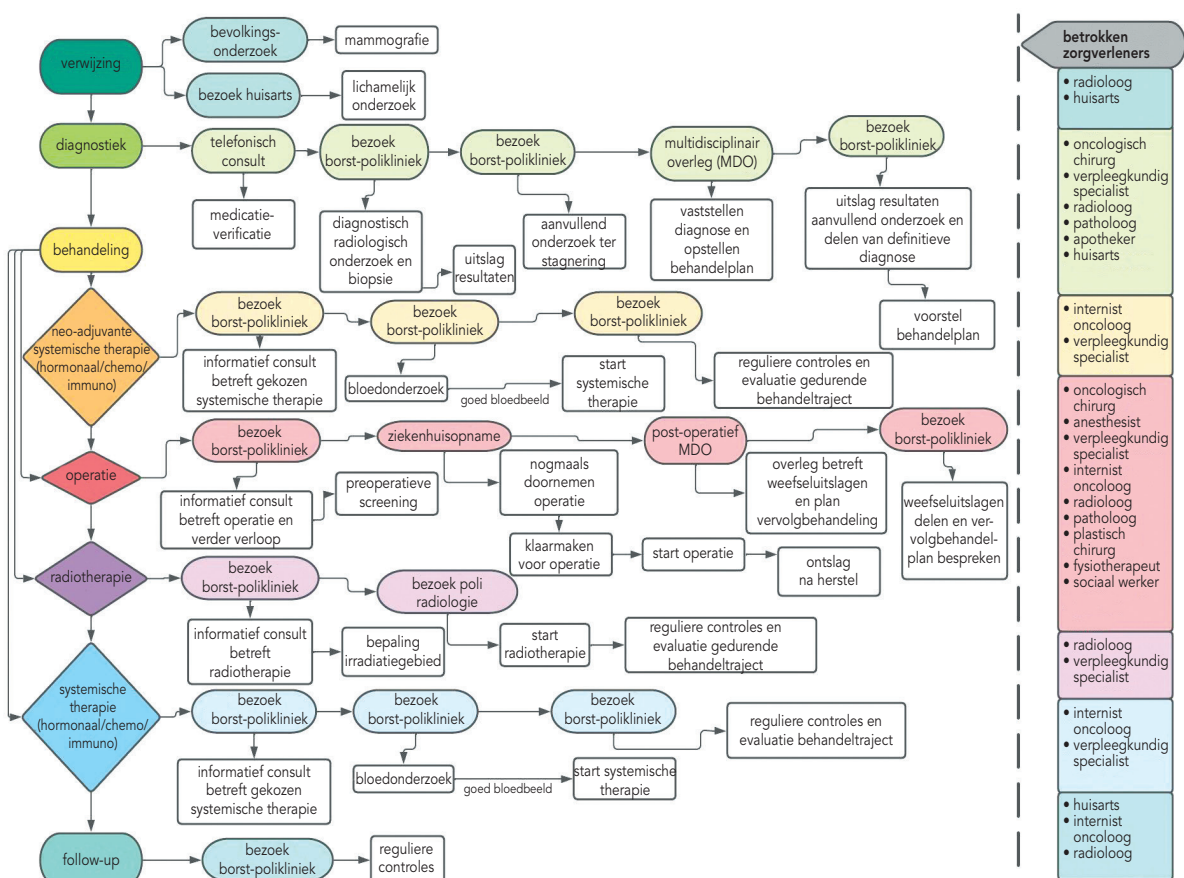 verwijzing
bevolkings-
onderzoek
mammografie
bezoek huisarts
lichamelijk
onderzoek
diagnostiek
telefonisch
consult
bezoek
borst-polikliniek
bezoek
borst-polikliniek
multidisciplinair
overleg (MDO)
bezoek
borst-polikliniek
medicatie-
verificatie
diagnostisch
radiologisch
onderzoek en
biopsie
uitslag
resultaten
aanvullend
onderzoek ter
stagnering
vaststellen
diagnose en
opstellen
behandelplan
uitslag resultaten
aanvullend onderzoek en
delen van definitieve
diagnose
voorstel
behandelplan
behandeling
neo-adjuvante
systemische therapie
(hormonaal/chemo/
immuno)
bezoek
borst-polikliniek
bezoek
borst-polikliniek
bezoek
borst-polikliniek
informatief consult
betreft gekozen
systemische therapie
bloedonderzoek
goed bloedbeeld
start
systemische
therapie
reguliere controles en
evaluatie gedurende
behandeltraject
operatie
bezoek
borst-polikliniek
ziekenhuisopname
post-operatief
MDO
bezoek
borst-polikliniek
informatief consult
betreft operatie en
verder verloop
preoperatieve
screening
nogmaals
doornemen
operatie
klaarmaken
voor operatie
start operatie
ontslag
na herstel
overleg betreft
weefseluitslagen
en plan
vervolgbehandeling
weefseluitslagen
delen en ver-
volgbehandel-
plan bespreken
radiotherapie
bezoek
borst-polikliniek
bezoek poli
radiologie
informatief consult
betreft
radiotherapie
bepaling
irradiatiegebied
start
radiotherapie
reguliere controles en
evaluatie gedurende
behandeltraject
systemische
therapie
(hormonaal/chemo/
immuno)
bezoek
borst-polikliniek
bezoek
borst-polikliniek
bezoek
borst-polikliniek
informatief consult
betreft gekozen
systemische therapie
bloedonderzoek
goed bloedbeeld
start systemische
therapie
reguliere controles en
evaluatie behandeltraject
follow-up
bezoek
borst-polikliniek
reguliere
controles
betrokken
zorgverleners
• radioloog
• huisarts
• oncologisch
chirurg
• verpleegkundig
specialist
• radioloog
• patholoog
• apotheker
• huisarts
• internist
oncoloog
• verpleegkundig
specialist
• oncologisch
chirurg
• anesthesist
• verpleegkundig
specialist
• internist
oncoloog
• radioloog
• patholoog
• plastisch
chirurg
• fysiotherapeut
• sociaal werker
• radioloog
• verpleegkundig
specialist
• internist
oncoloog
• verpleegkundig
specialist
• huisarts
• internist
oncoloog
• radioloog